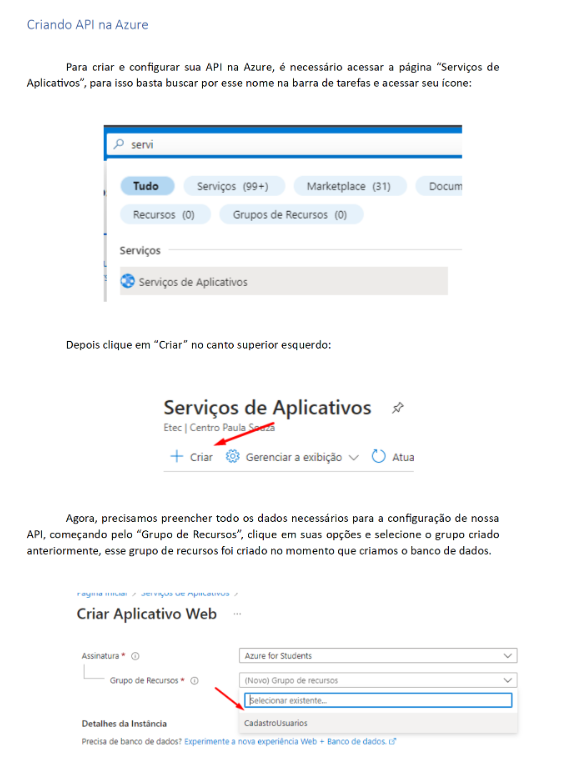 Criando API na Azure
Para criar e configurar sua API na Azure, é necessário acessar a página “Serviços de
Aplicativos”, para isso basta buscar por esse nome na barra de tarefas e acessar seu ícone:
servi
Tudo Serviços (99+) Marketplace (31) Docum
Recursos (0) Grupos de Recursos (0)
Serviços
Serviços de Aplicativos
Depois clique em “Criar” no canto superior esquerdo:
Serviços de Aplicativos
Etec | Centro Paula Souza
+ Criar Gerenciar a exibição Atua
Agora, precisamos preencher todo os dados necessários para a configuração de nossa
API, começando pelo “Grupo de Recursos”, clique em suas opções e selecione o grupo criado
anteriormente, esse grupo de recursos foi criado no momento que criamos o banco de dados.
Página inicial > Serviços de Aplicativos >
Criar Aplicativo Web ...
Assinatura * Azure for Students
Grupo de Recursos * (Novo) Grupo de recursos
Selecionar existente...
CadastroUsuarios
Detalhes da Instância
Precisa de banco de dados? Experimente a nova experiência Web + Banco de dados.